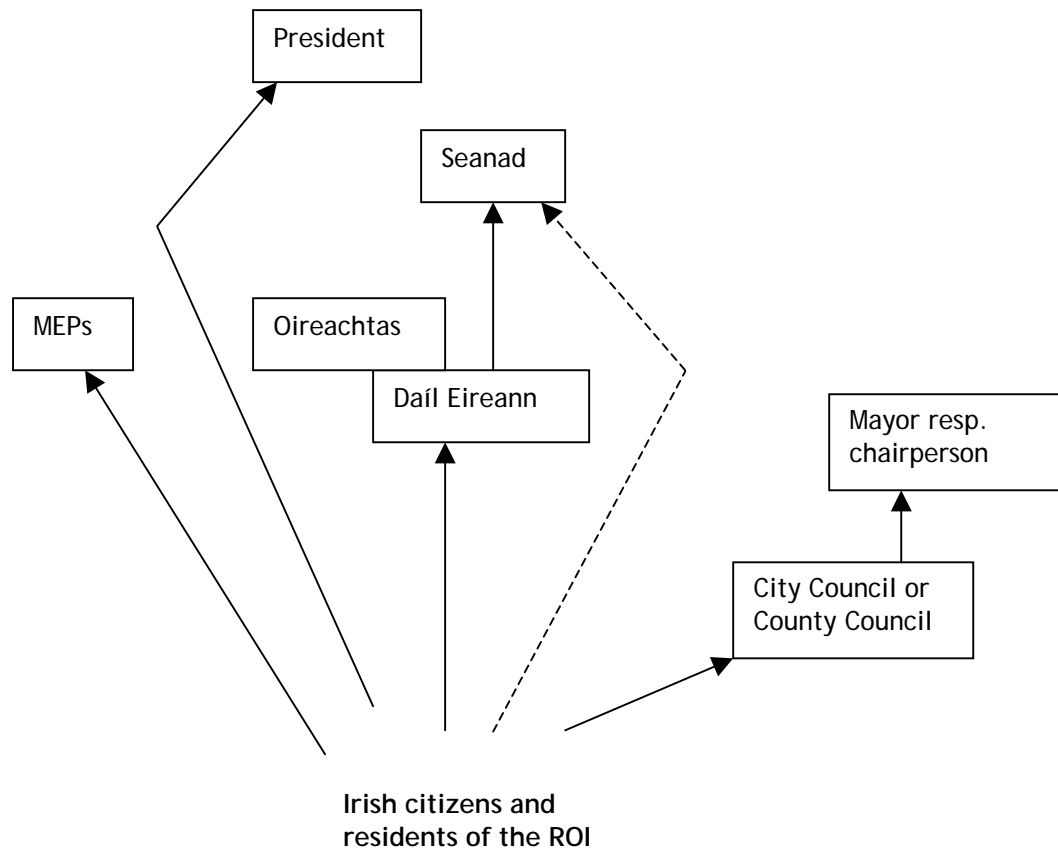 President
Seanad
MEPs
Oireachtas
Daíl Eireann
Mayor resp.
chairperson
City Council or
County Council
Irish citizens and
residents of the ROI